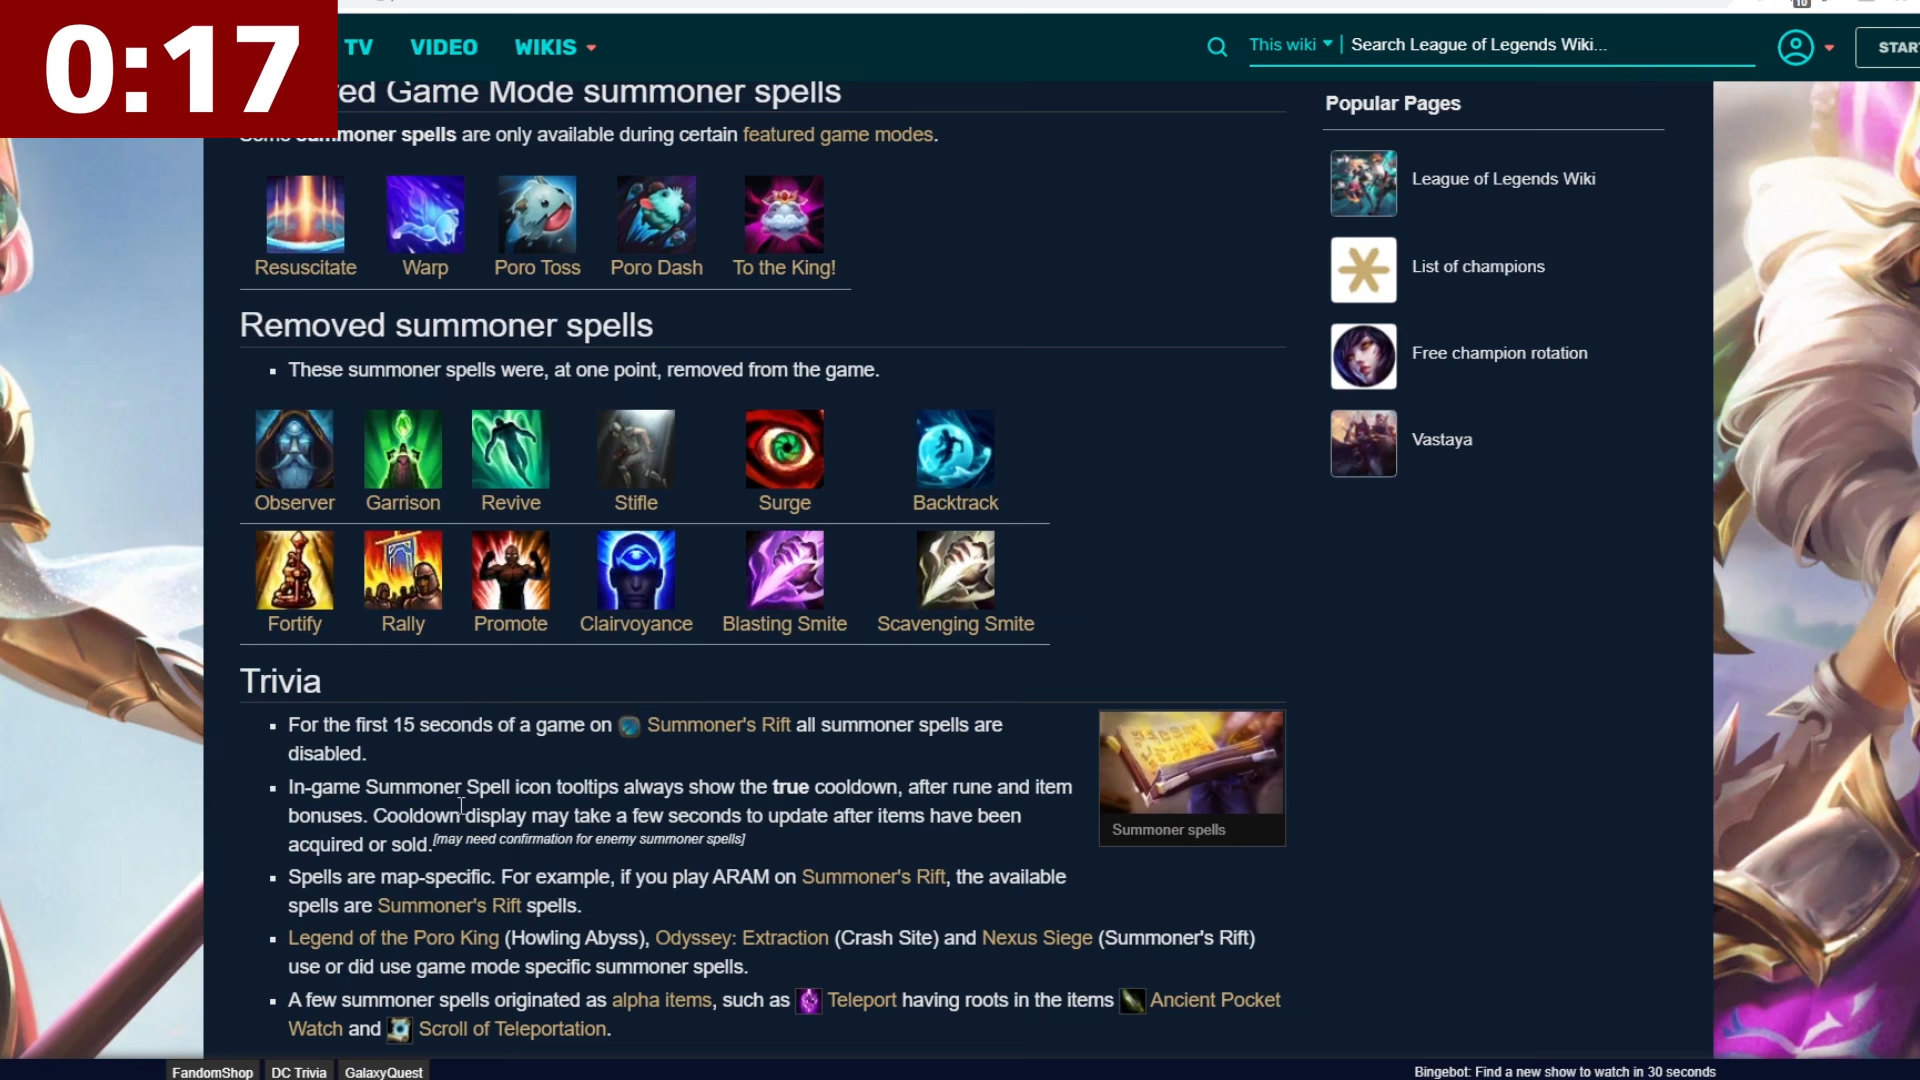 0:17
TV VIDEO WIKIS
This wiki Search League of Legends Wiki...
10
red Game Mode summoner spells
summoner spells are only available during certain featured game modes.
Resuscitate Warp Poro Toss Poro Dash To the King!
Removed summoner spells
These summoner spells were, at one point, removed from the game.
Observer Garrison Revive Stifle Surge Backtrack
Fortify Rally Promote Clairvoyance Blasting Smite Scavenging Smite
Trivia
For the first 15 seconds of a game on Summoner's Rift all summoner spells are
disabled.
In-game Summoner Spell icon tooltips always show the true cooldown, after rune and item
bonuses. Cooldown display may take a few seconds to update after items have been
acquired or sold.[may need confirmation for enemy summoner spells]
Summoner spells
Spells are map-specific. For example, if you play ARAM on Summoner's Rift, the available
spells are Summoner's Rift spells.
Legend of the Poro King (Howling Abyss), Odyssey: Extraction (Crash Site) and Nexus Siege (Summoner's Rift)
use or did use game mode specific summoner spells.
A few summoner spells originated as alpha items, such as Teleport having roots in the items Ancient Pocket
Watch and Scroll of Teleportation.
Popular Pages
League of Legends Wiki
List of champions
Free champion rotation
Vastaya
FandomShop DC Trivia GalaxyQuest
Bingebot: Find a new show to watch in 30 seconds